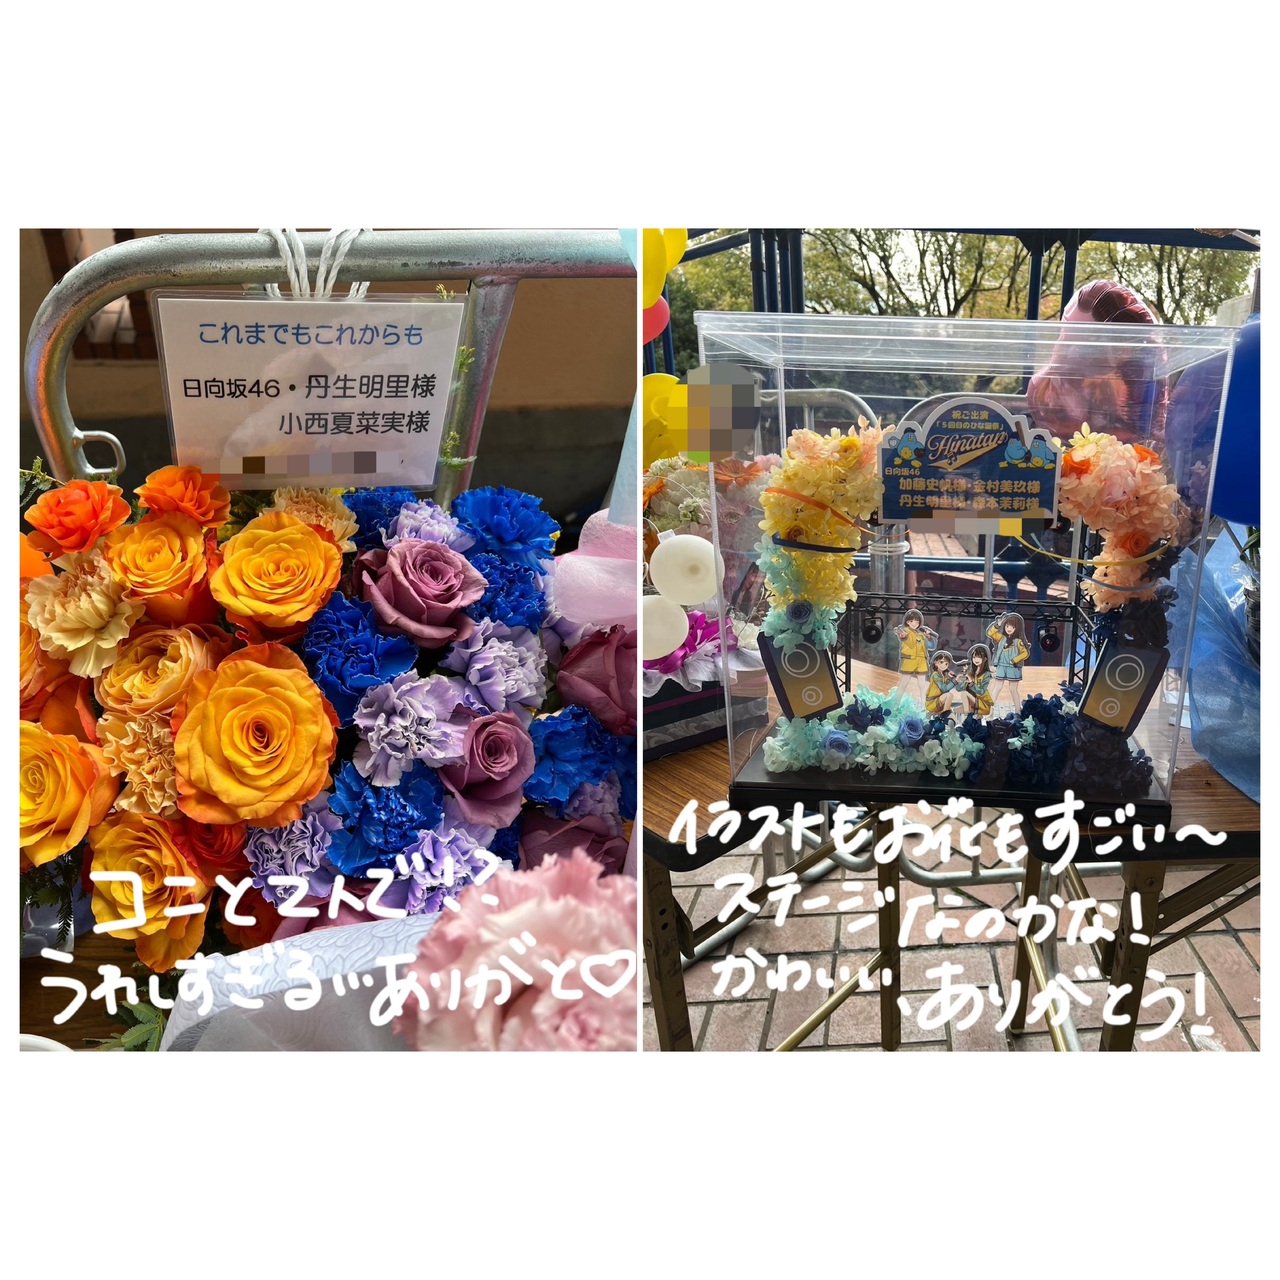 これまでもこれからも
日向坂46・丹生明里様
小西夏菜実様
コニとマんで!?
うれしすぎる!!!ありがと♡
祝ご出演
「5回目のひな誕祭」
Hinatan
日向坂46
加藤史帆様・金村美玖様
丹生明里様・森本茉莉様
イラストもお花もすごい〜
ステージなのかな!
かわいい、ありがとう!